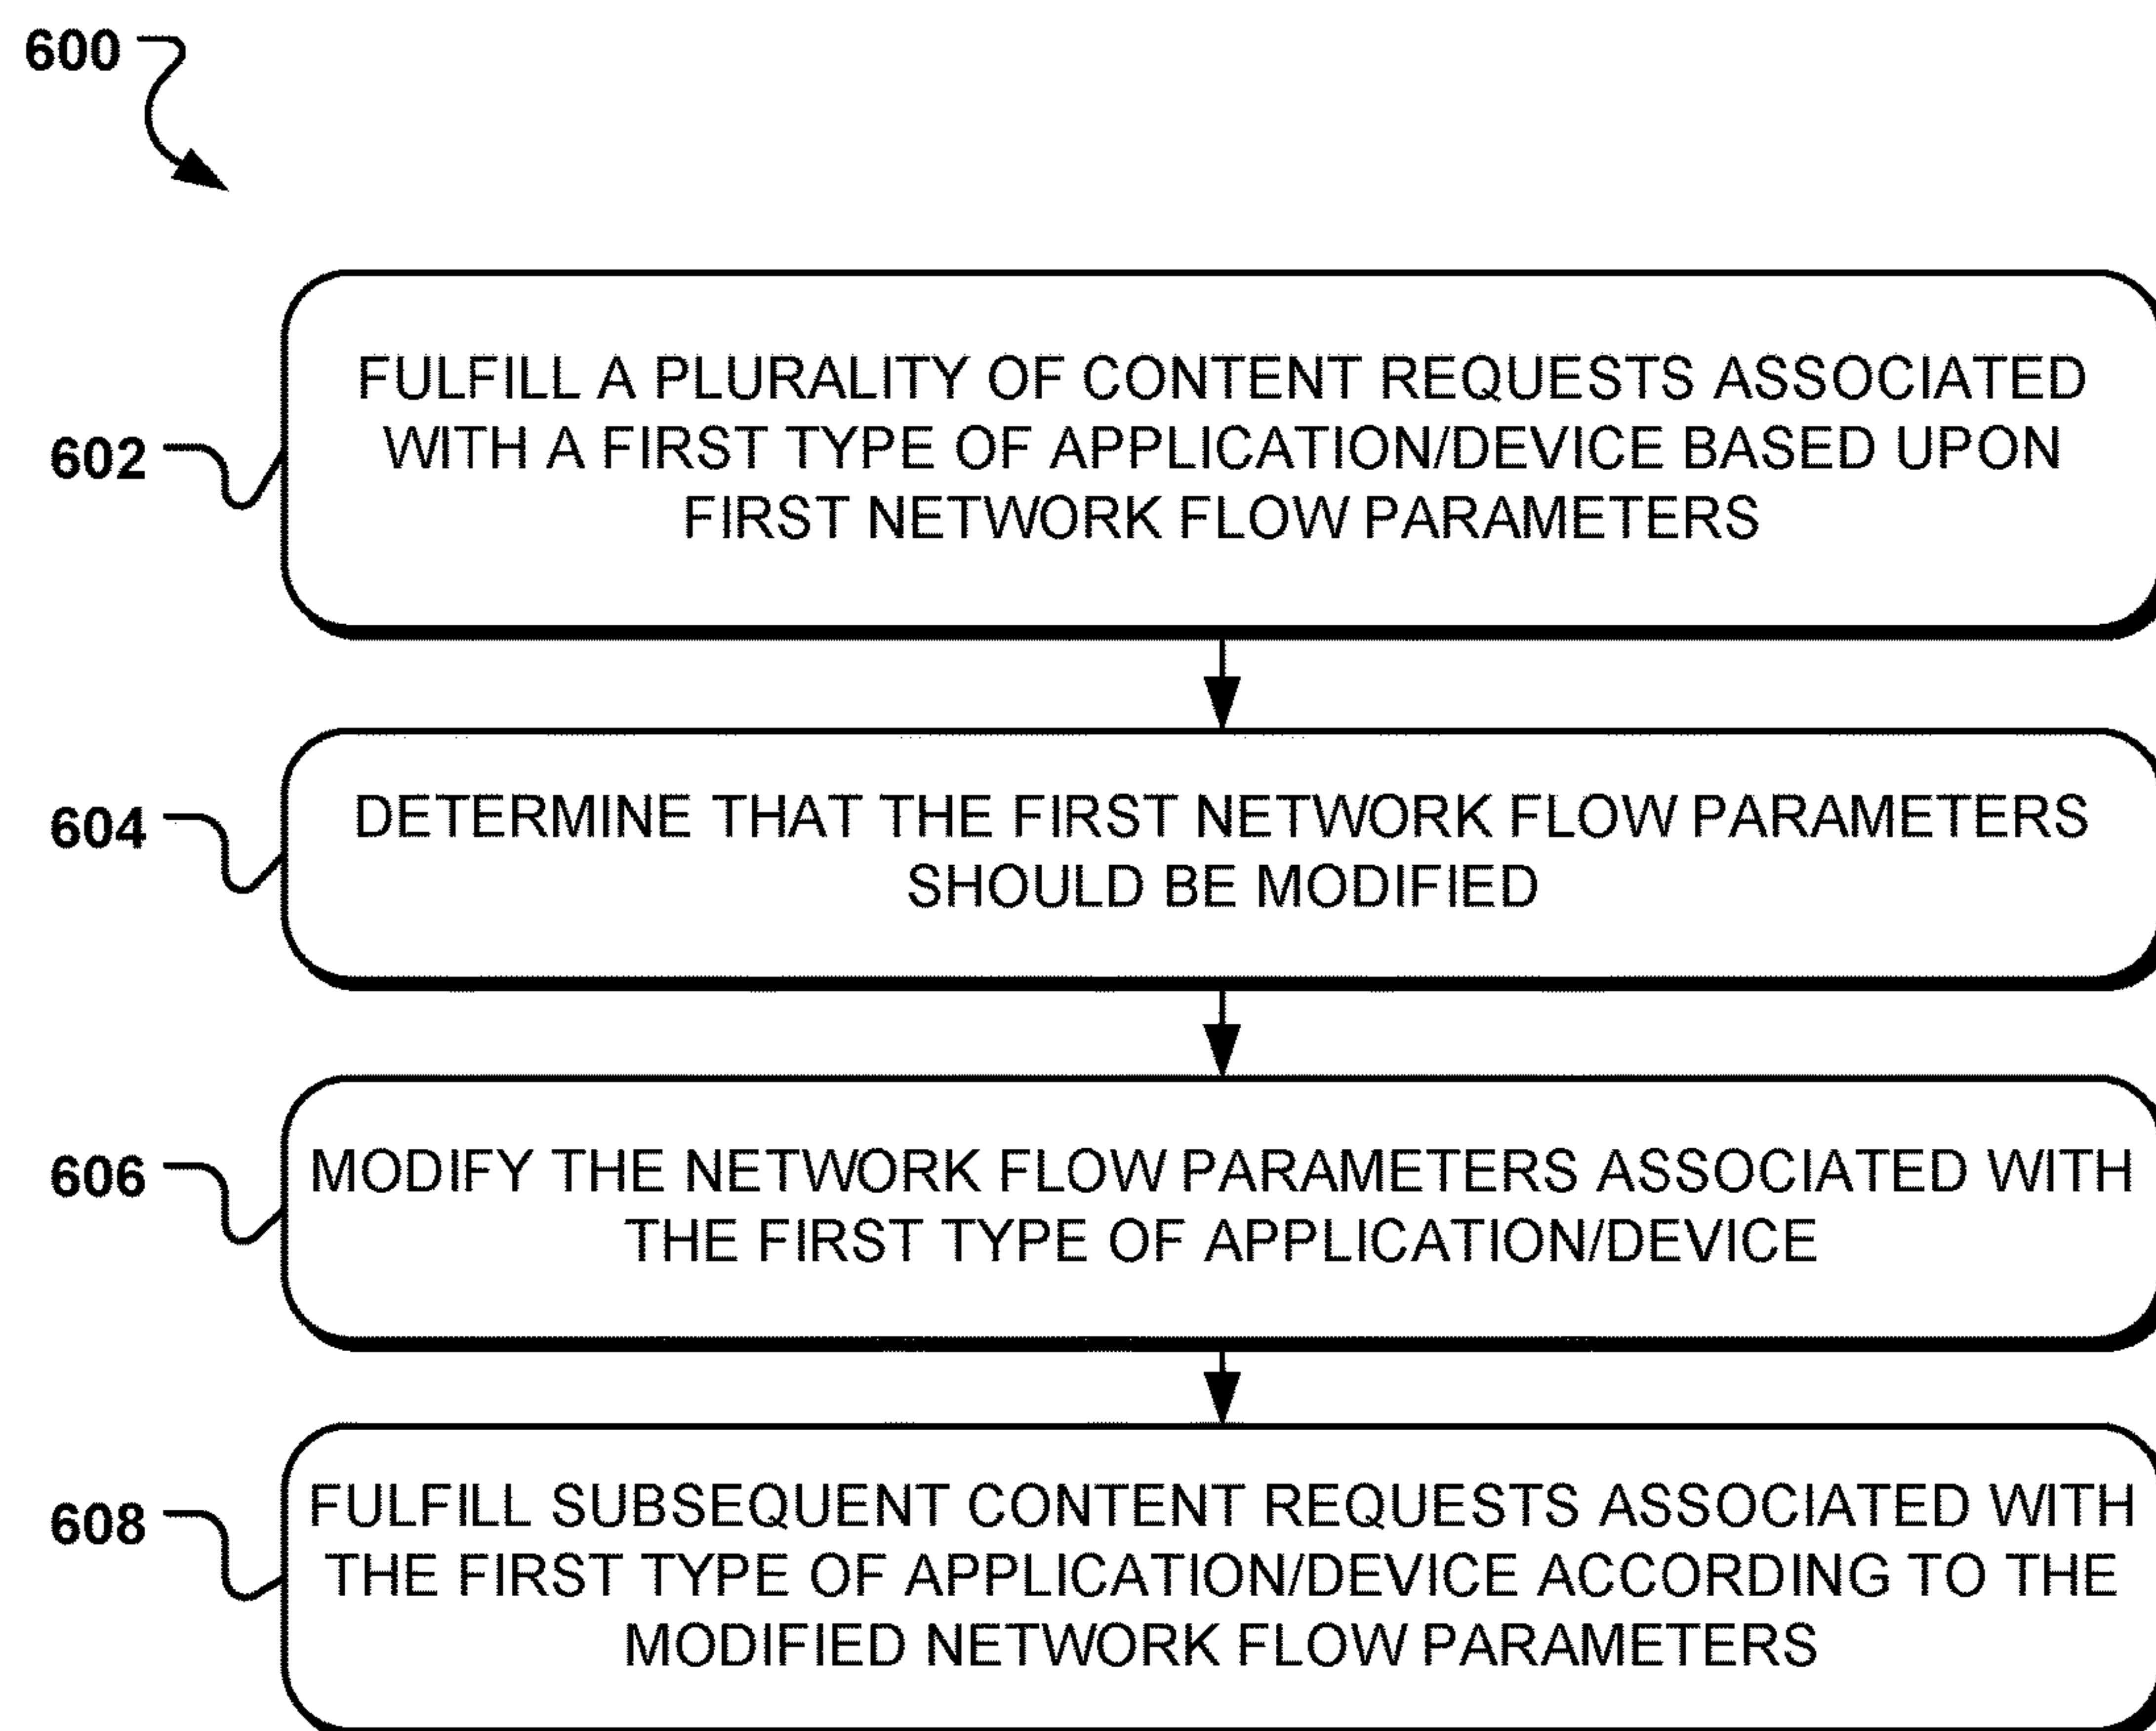 600
602
FULFILL A PLURALITY OF CONTENT REQUESTS ASSOCIATED
WITH A FIRST TYPE OF APPLICATION/DEVICE BASED UPON
FIRST NETWORK FLOW PARAMETERS
604
DETERMINE THAT THE FIRST NETWORK FLOW PARAMETERS
SHOULD BE MODIFIED
606
MODIFY THE NETWORK FLOW PARAMETERS ASSOCIATED WITH
THE FIRST TYPE OF APPLICATION/DEVICE
608
FULFILL SUBSEQUENT CONTENT REQUESTS ASSOCIATED WITH
THE FIRST TYPE OF APPLICATION/DEVICE ACCORDING TO THE
MODIFIED NETWORK FLOW PARAMETERS